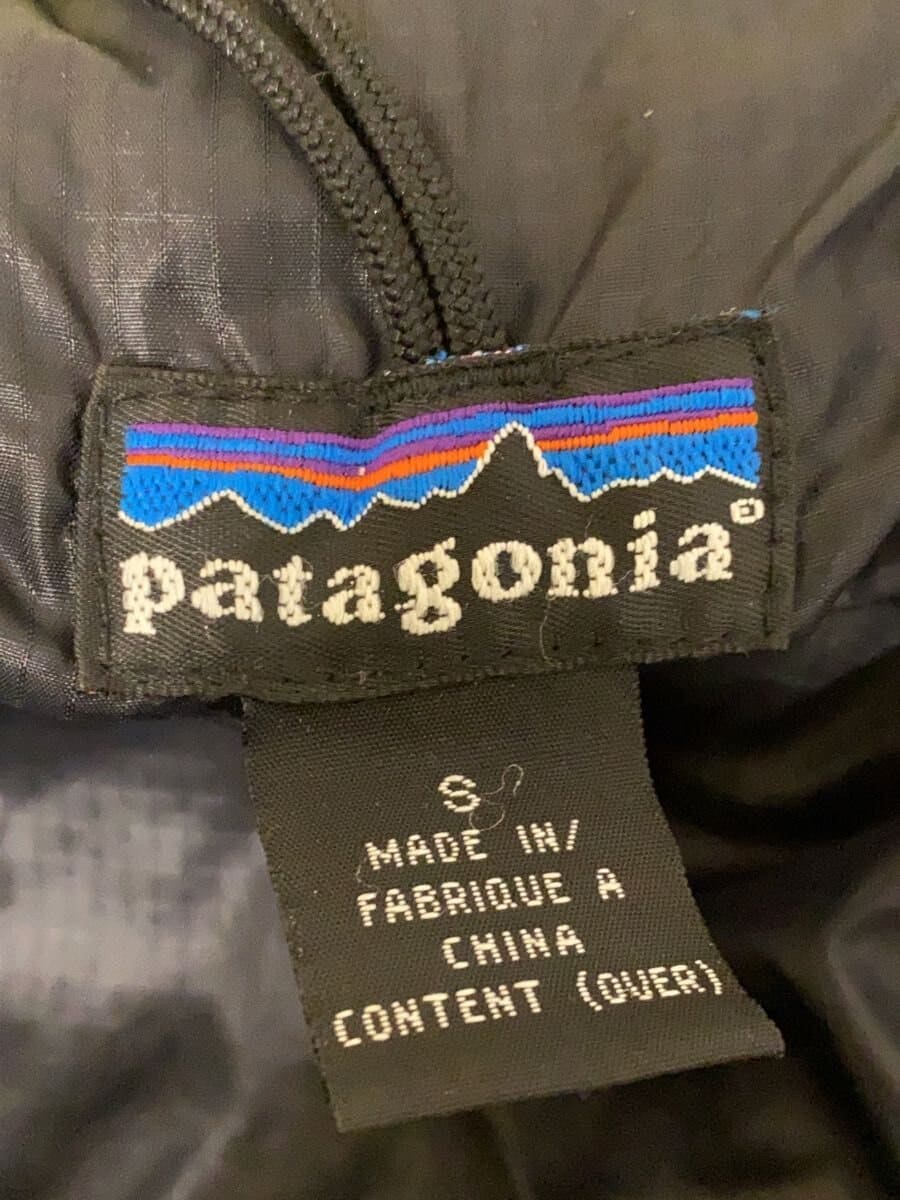 patagonia®
S
MADE IN/
FABRIQUE A
CHINA
CONTENT (OVER)